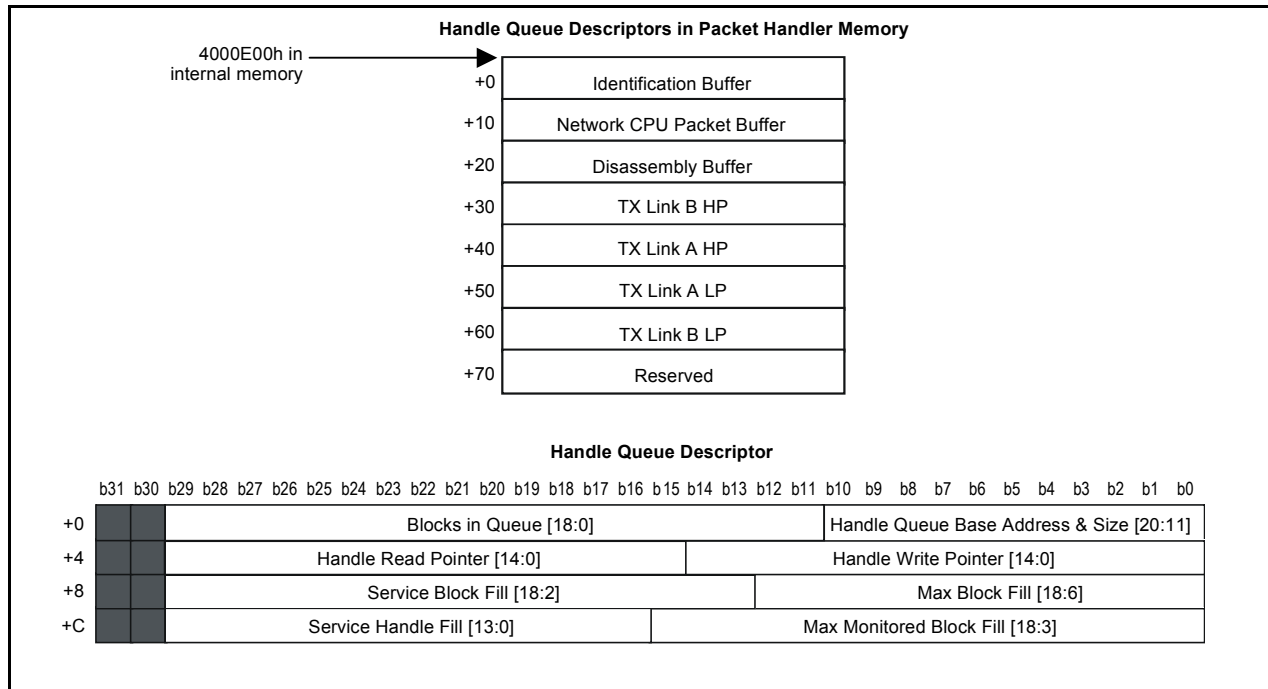 Handle Queue Descriptors in Packet Handler Memory
4000E00h in
internal memory
+0 Identification Buffer
+10 Network CPU Packet Buffer
+20 Disassembly Buffer
+30 TX Link B HP
+40 TX Link A HP
+50 TX Link A LP
+60 TX Link B LP
+70 Reserved
Handle Queue Descriptor
b31 b30 b29 b28 b27 b26 b25 b24 b23 b22 b21 b20 b19 b18 b17 b16 b15 b14 b13 b12 b11 b10 b9 b8 b7 b6 b5 b4 b3 b2 b1 b0
+0 Blocks in Queue [18:0] Handle Queue Base Address & Size [20:11]
+4 Handle Read Pointer [14:0] Handle Write Pointer [14:0]
+8 Service Block Fill [18:2] Max Block Fill [18:6]
+C Service Handle Fill [13:0] Max Monitored Block Fill [18:3]